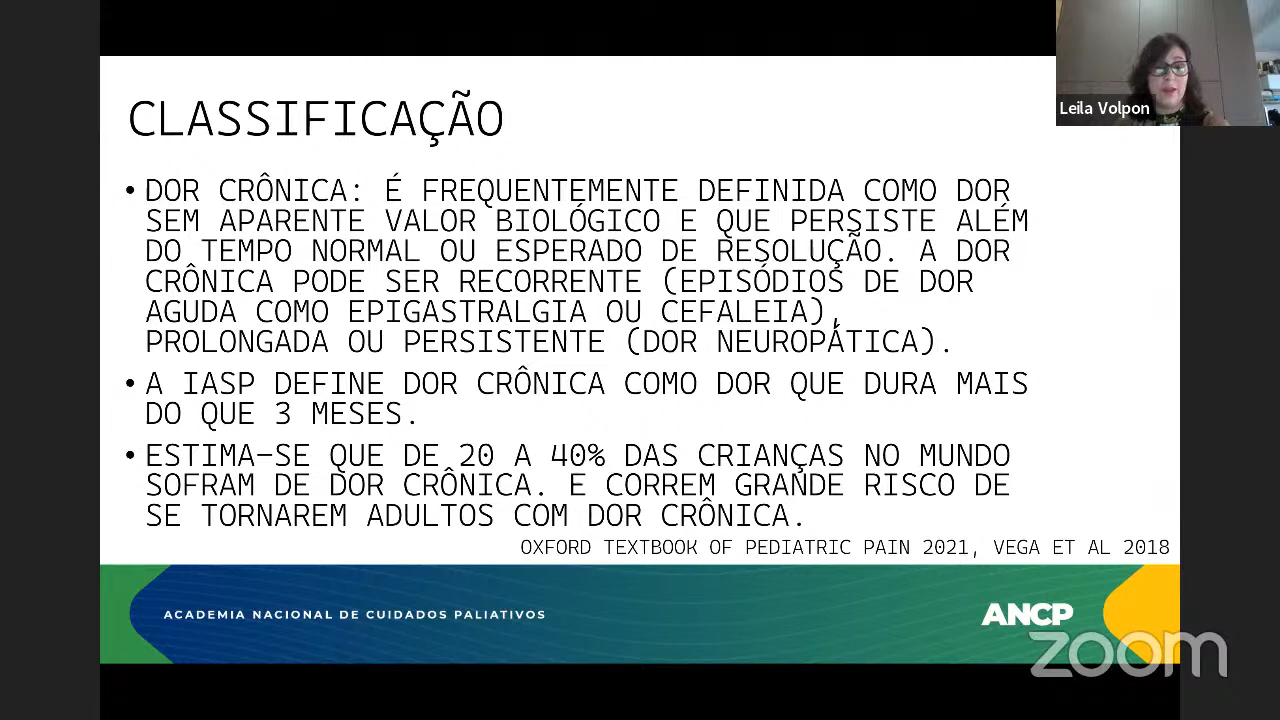 Leila Volpon
CLASSIFICAÇÃO
• DOR CRÔNICA: É FREQUENTEMENTE DEFINIDA COMO DOR
SEM APARENTE VALOR BIOLÓGICO E QUE PERSISTE ALÉM
DO TEMPO NORMAL OU ESPERADO DE RESOLUÇÃO. A DOR
CRÔNICA PODE SER RECORRENTE (EPISÓDIOS DE DOR
AGUDA COMO EPIGASTRALGIA OU CEFALEIA),
PROLONGADA OU PERSISTENTE (DOR NEUROPÁTICA).
• A IASP DEFINE DOR CRÔNICA COMO DOR QUE DURA MAIS
DO QUE 3 MESES.
• ESTIMA-SE QUE DE 20 A 40% DAS CRIANÇAS NO MUNDO
SOFRAM DE DOR CRÔNICA. E CORREM GRANDE RISCO DE
SE TORNAREM ADULTOS COM DOR CRÔNICA.
OXFORD TEXTBOOK OF PEDIATRIC PAIN 2021, VEGA ET AL 2018
ACADEMIA NACIONAL DE CUIDADOS PALIATIVOS
ANCP
zoom